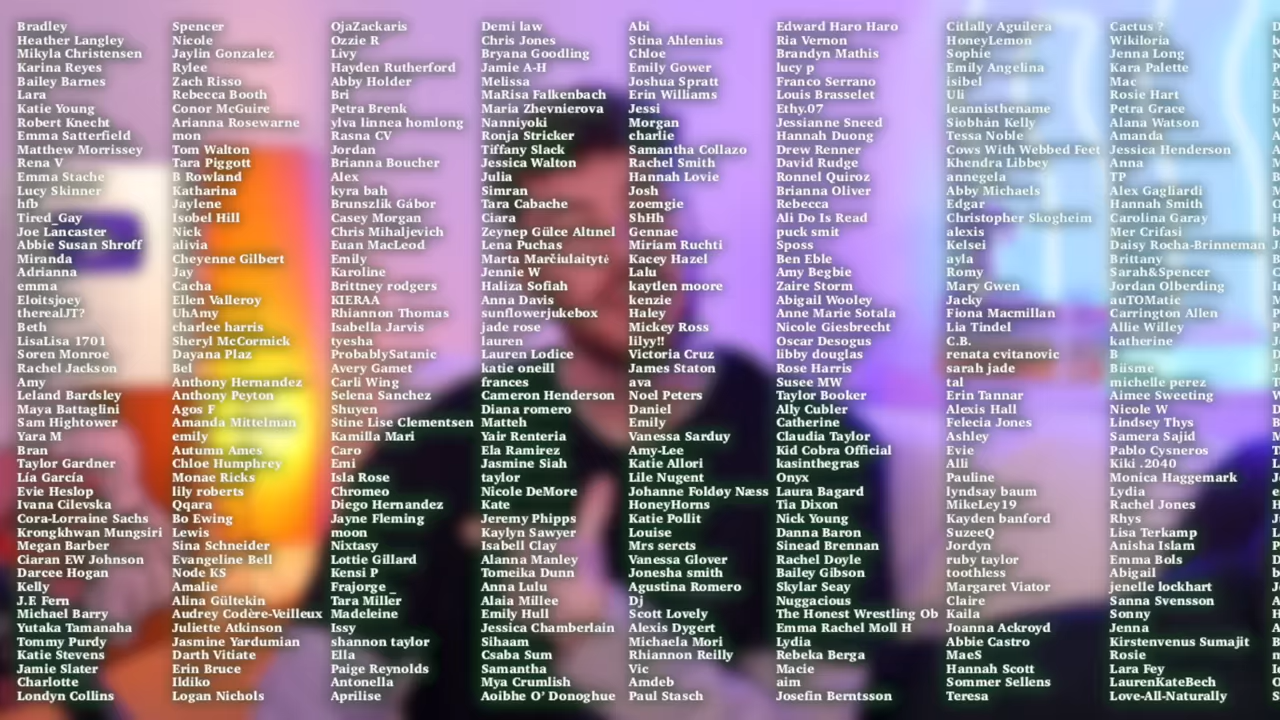 Bradley
Heather Langley
Mikyla Christensen
Karina Reyes
Bailey Barnes
Lara
Katie Young
Robert Knecht
Emma Satterfield
Matthew Morrissey
Rena V
Emma Stache
Lucy Skinner
hfb
Tired_Gay
Joe Lancaster
Abbie Susan Shroff
Miranda
Adrianna
emma
Eloitsjoey
therealJT?
Beth
LisaLisa 1701
Soren Monroe
Rachel Jackson
Amy
Leland Bardsley
Maya Battaglini
Sam Hightower
Yara M
Bran
Taylor Gardner
Lía García
Evie Heslop
Ivana Cilevska
Cora-Lorraine Sachs
Krongkhwan Mungsiri
Megan Barber
Ciaran EW Johnson
Darcee Hogan
Kelly
J.F. Fern
Michael Barry
Yutaka Tamanaha
Tommy Purdy
Katie Stevens
Jamie Slater
Charlotte
Londyn Collins
Spencer
Nicole
Jaylin Gonzalez
Rylee
Zach Risso
Rebecca Booth
Conor McGuire
Arianna Rosewarne
mon
Tom Walton
Tara Piggott
B Rowland
Katharina
Jaylene
Isobel Hill
Nick
alivia
Cheyenne Gilbert
Jay
Cacha
Ellen Valleroy
UhAmy
charlee harris
Sheryl McCormick
Dayana Plaz
Bel
Anthony Hernandez
Anthony Peyton
Agos F
Amanda Mittelman
emily
Autumn Ames
Chloe Humphrey
Monae Ricks
lily roberts
Qqara
Bo Ewing
Lewis
Sina Schneider
Evangeline Bell
Node KS
Amalie
Alina Gültekin
Audrey Codère-Veilleux
Juliette Atkinson
Jasmine Yardumian
Darth Vitiate
Erin Bruce
Ildiko
Logan Nichols
OjaZackaris
Ozzie R
Livy
Hayden Rutherford
Abby Holder
Bri
Petra Brenk
ylva linnea homlong
Rasna CV
Jordan
Brianna Boucher
Alex
kyra bah
Brunszlik Gábor
Casey Morgan
Chris Mihaljevich
Euan MacLeod
Emily
Karoline
Brittney rodgers
KIERAA
Rhiannon Thomas
Isabella Jarvis
tyesha
ProbablySatanic
Avery Gamet
Carli Wing
Selena Sanchez
Shuyen
Stine Lise Clementsen
Kamilla Mari
Caro
Emi
Isla Rose
Chromeo
Diego Hernandez
Jayne Fleming
moon
Nixtasy
Lottie Gillard
Kensi P
Frajorge _
Tara Miller
Madeleine
Issy
shannon taylor
Ella
Paige Reynolds
Antonella
Aprilise
Demi law
Chris Jones
Bryana Goodling
Jamie A-H
Melissa
MaRisa Falkenbach
Maria Zhevnierova
Nanniyoki
Ronja Stricker
Tiffany Slack
Jessica Walton
Julia
Simran
Tara Cabache
Ciara
Zeynep Gülce Altınel
Lena Puchas
Marta Marčiulaitytė
Jennie W
Haliza Sofiah
Anna Davis
sunflowerjukebox
jade rose
lauren
Lauren Lodice
katie oneill
frances
Cameron Henderson
Diana romero
Matteh
Yair Renteria
Ela Ramirez
Jasmine Siah
taylor
Nicole DeMore
Kate
Jeremy Phipps
Kaylyn Sawyer
Isabell Clay
Alanna Manley
Tomeika Dunn
Anna Lulu
Alaia Millee
Emily Hull
Jessica Chamberlain
Sihaam
Csaba Sum
Samantha
Mya Crumlish
Aoibhe O' Donoghue
Abi
Stina Ahlenius
Chloe
Emily Gower
Joshua Spratt
Erin Williams
Jessi
Morgan
charlie
Samantha Collazo
Rachel Smith
Hannah Lovie
Josh
zoemgie
ShHh
Gennae
Miriam Ruchti
Kacey Hazel
Lalu
kaytlen moore
kenzie
Haley
Mickey Ross
lilyy!!
Victoria Cruz
James Staton
ava
Noel Peters
Daniel
Emily
Vanessa Sarduy
Amy-Lee
Katie Allori
Lile Nugent
Johanne Foldøy Næss
HoneyHorns
Katie Pollit
Louise
Mrs sercts
Vanessa Glover
Jonesha smith
Agustina Romero
Dj
Scott Lovely
Alexis Dygert
Michaela Mori
Rhiannon Reilly
Vic
Amdeb
Paul Stasch
Edward Haro Haro
Ria Vernon
Brandyn Mathis
lucy p
Franco Serrano
Louis Brasselet
Ethy.07
Jessianne Sneed
Hannah Duong
Drew Renner
David Rudge
Ronnel Quiroz
Brianna Oliver
Rebecca
Ali Do Is Read
puck smit
Sposs
Ben Eble
Amy Begbie
Zaire Storm
Abigail Wooley
Anne Marie Sotala
Nicole Giesbrecht
Oscar Desogus
libby douglas
Rose Harris
Susee MW
Taylor Booker
Ally Cubler
Catherine
Claudia Taylor
Kid Cobra Official
kasinthegras
Onyx
Laura Bagard
Tia Dixon
Nick Young
Danna Baron
Sinead Brennan
Rachel Doyle
Bailey Gibson
Skylar Seay
Nuggacious
The Honest Wrestling Ob
Emma Rachel Moll H
Lydia
Rebeka Berga
Macie
aim
Josefin Berntsson
Citlally Aguilera
HoneyLemon
Sophie
Emily Angelina
isibel
Uli
leannisthename
Siobhán Kelly
Tessa Noble
Cows With Webbed Feet
Khendra Libbey
annegela
Abby Michaels
Edgar
Christopher Skogheim
alexis
Kelsei
ayla
Romy
Mary Gwen
Jacky
Fiona Macmillan
Lia Tindel
C.B.
renata cvitanovic
sarah jade
tal
Erin Tannar
Alexis Hall
Felecia Jones
Ashley
Evie
Alli
Pauline
lyndsay baum
MikeLey19
Kayden banford
SuzeeQ
Jordyn
ruby taylor
toothless
Margaret Viator
Claire
Kaila
Joanna Ackroyd
Abbie Castro
MaeS
Hannah Scott
Sommer Sellens
Teresa
Cactus ?
Wikiloria
Jenna Long
Kara Palette
Mac
Rosie Hart
Petra Grace
Alana Watson
Amanda
Jessica Henderson
Anna
TP
Alex Gagliardi
Hannah Smith
Carolina Garay
Mer Crifasi
Daisy Rocha-Brinneman
Brittany
Sarah&Spencer
Jordan Olberding
auTOMatic
Carrington Allen
Allie Willey
katherine
B
Biisme
michelle perez
Aimee Sweeting
Nicole W
Lindsey Thys
Samera Sajid
Pablo Cysneros
Kiki .2040
Monica Haggemark
Lydia
Rachel Jones
Rhys
Lisa Terkamp
Anisha Islam
Emma Bols
Abigail
jenelle lockhart
Sanna Svensson
Sonny
Jenna
Kirstenvenus Sumajit
Rosie
Lara Fey
LaurenKateBech
Love-All-Naturally